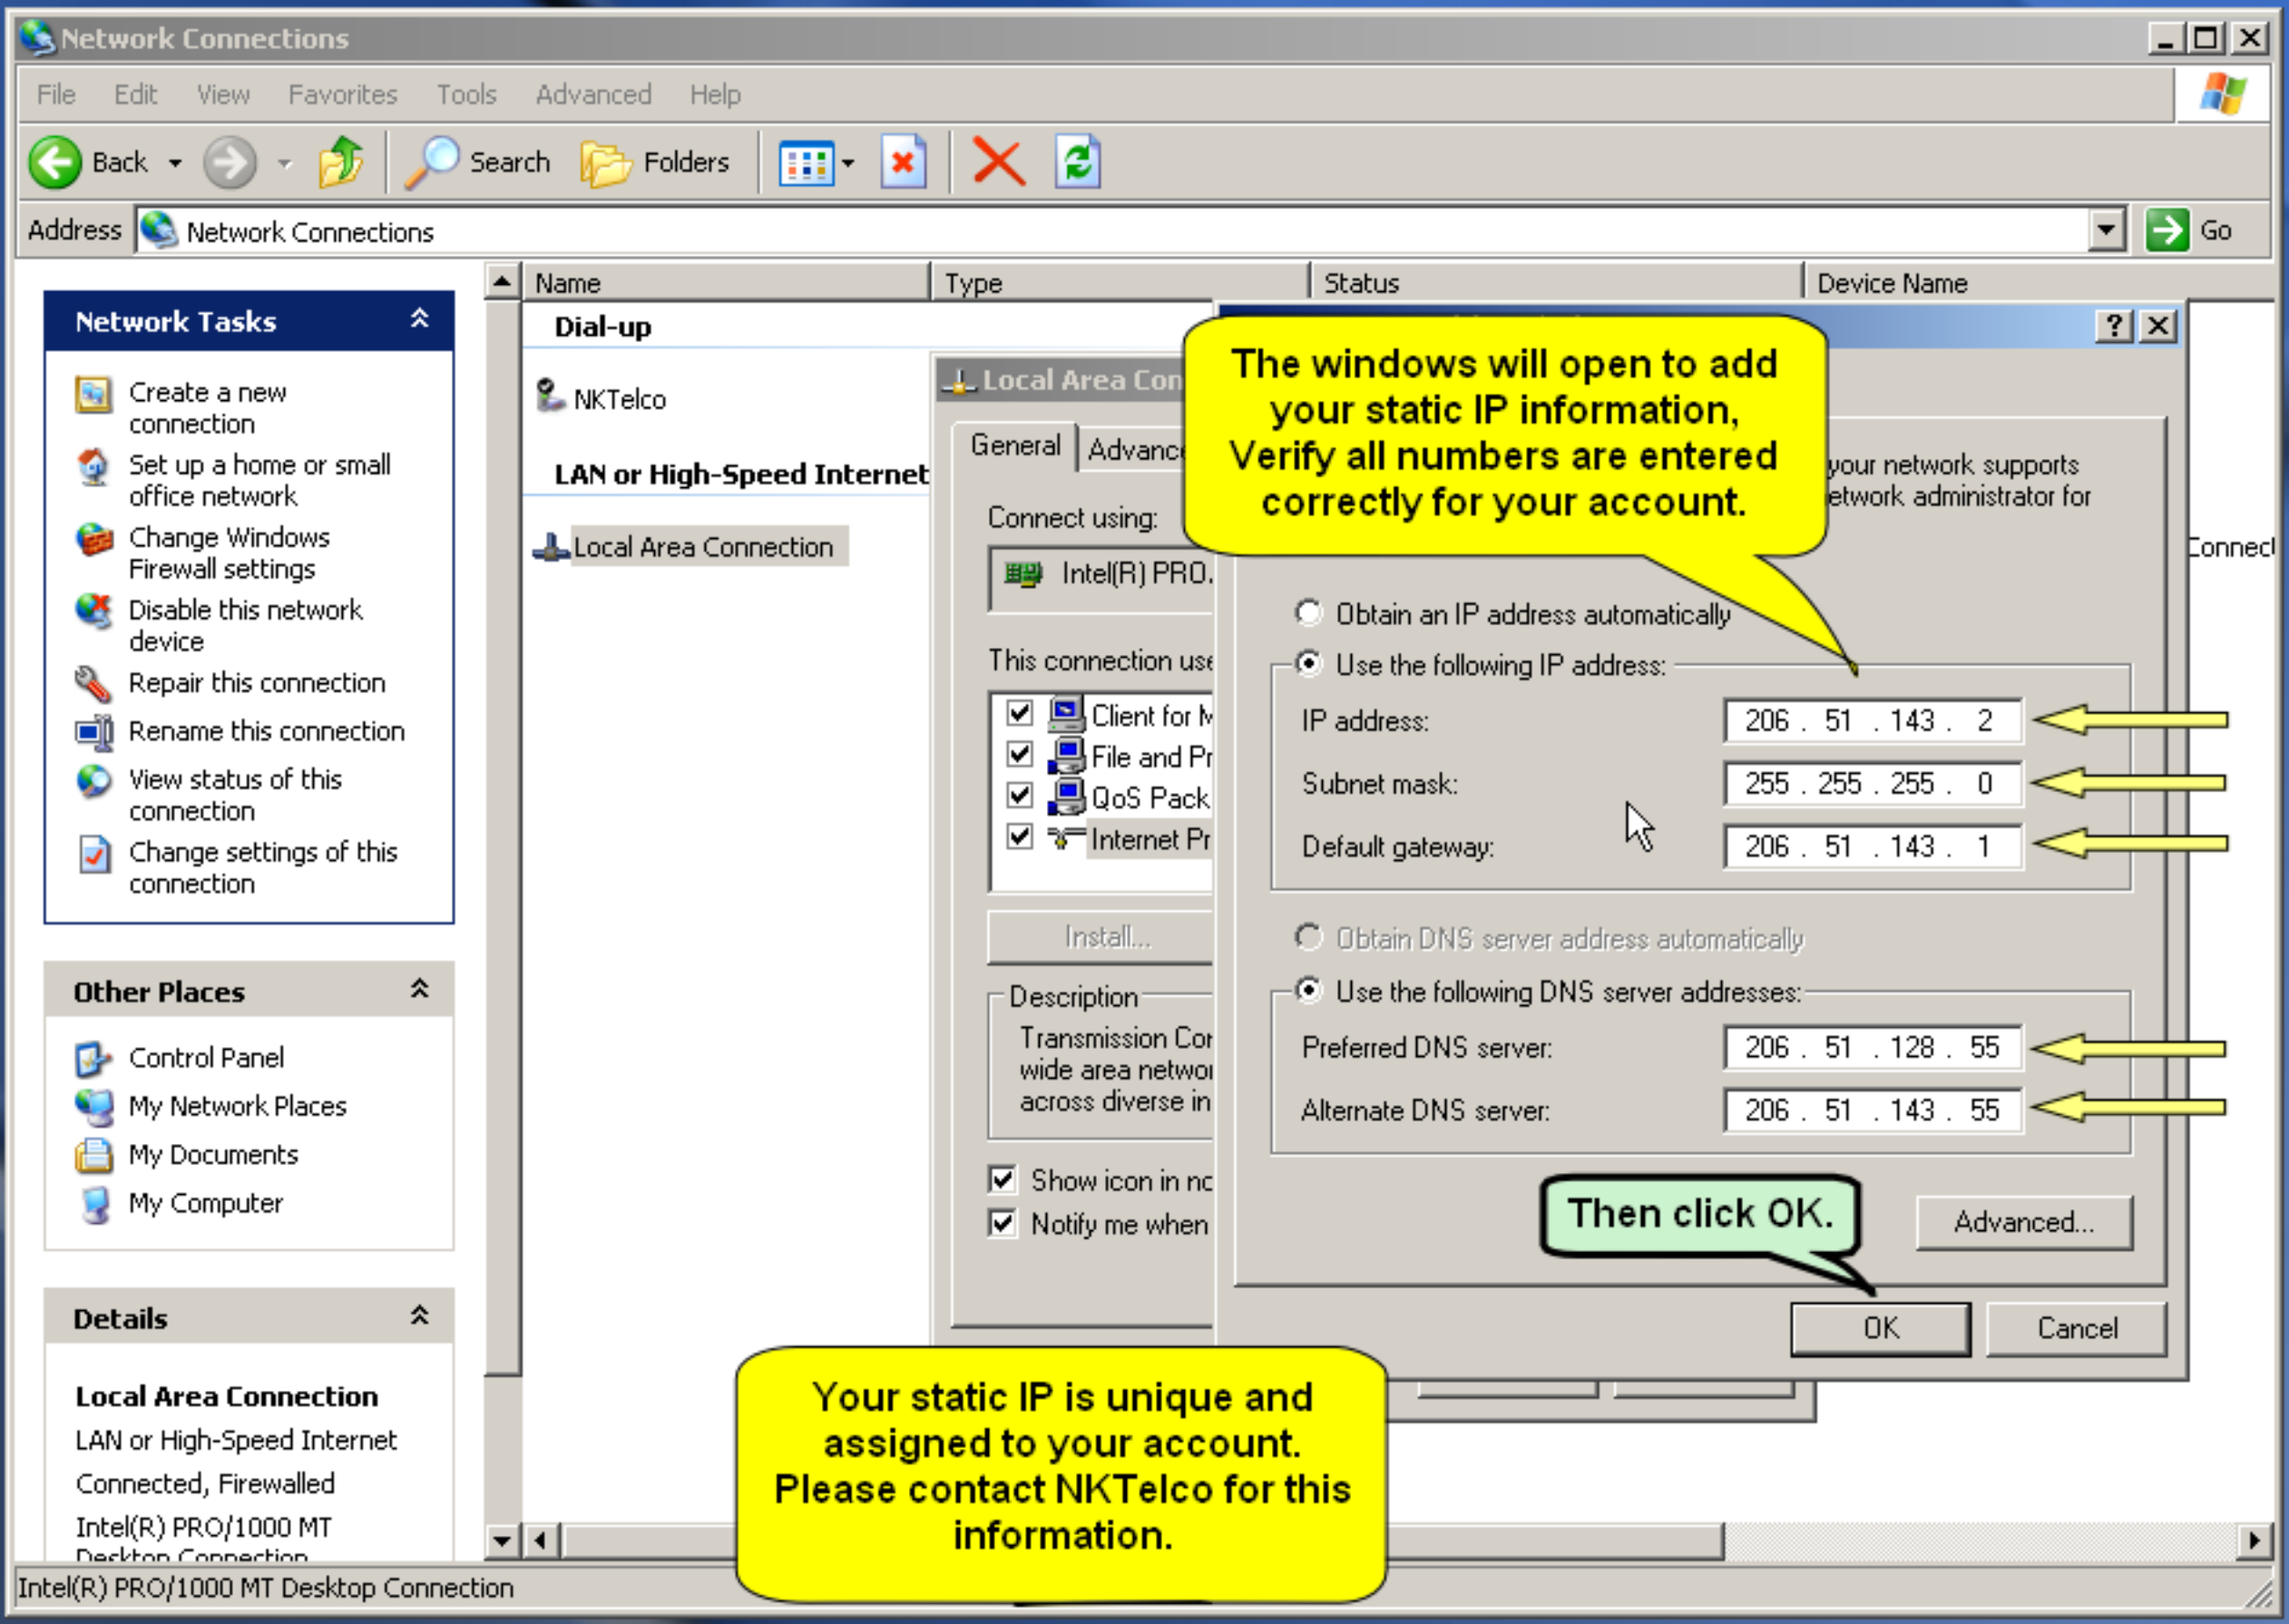 Network Connections
File Edit View Favorites Tools Advanced Help
Back Search Folders
Address Network Connections Go
Name Type Status Device Name
Network Tasks
Create a new
connection
Set up a home or small
office network
Change Windows
Firewall settings
Disable this network
device
Repair this connection
Rename this connection
View status of this
connection
Change settings of this
connection
Other Places
Control Panel
My Network Places
My Documents
My Computer
Details
Local Area Connection
LAN or High-Speed Internet
Connected, Firewalled
Intel(R) PRO/1000 MT
Desktop Connection
Dial-up
NKTelco
LAN or High-Speed Internet
Local Area Connection
Connect
Local Area Con
General Advance
Connect using:
Intel(R) PRO
This connection use
Client for M
File and Pr
QoS Pack
Internet Pr
Install...
Description
Transmission Cor
wide area networ
across diverse in
Show icon in no
Notify me when
The windows will open to add
your static IP information,
Verify all numbers are entered
correctly for your account.
your network supports
etwork administrator for
Obtain an IP address automatically
Use the following IP address:
IP address: 206 . 51 . 143 . 2
Subnet mask: 255 . 255 . 255 . 0
Default gateway: 206 . 51 . 143 . 1
Obtain DNS server address automatically
Use the following DNS server addresses:
Preferred DNS server: 206 . 51 . 128 . 55
Alternate DNS server: 206 . 51 . 143 . 55
Then click OK.
Advanced...
OK Cancel
Your static IP is unique and
assigned to your account.
Please contact NKTelco for this
information.
Intel(R) PRO/1000 MT Desktop Connection